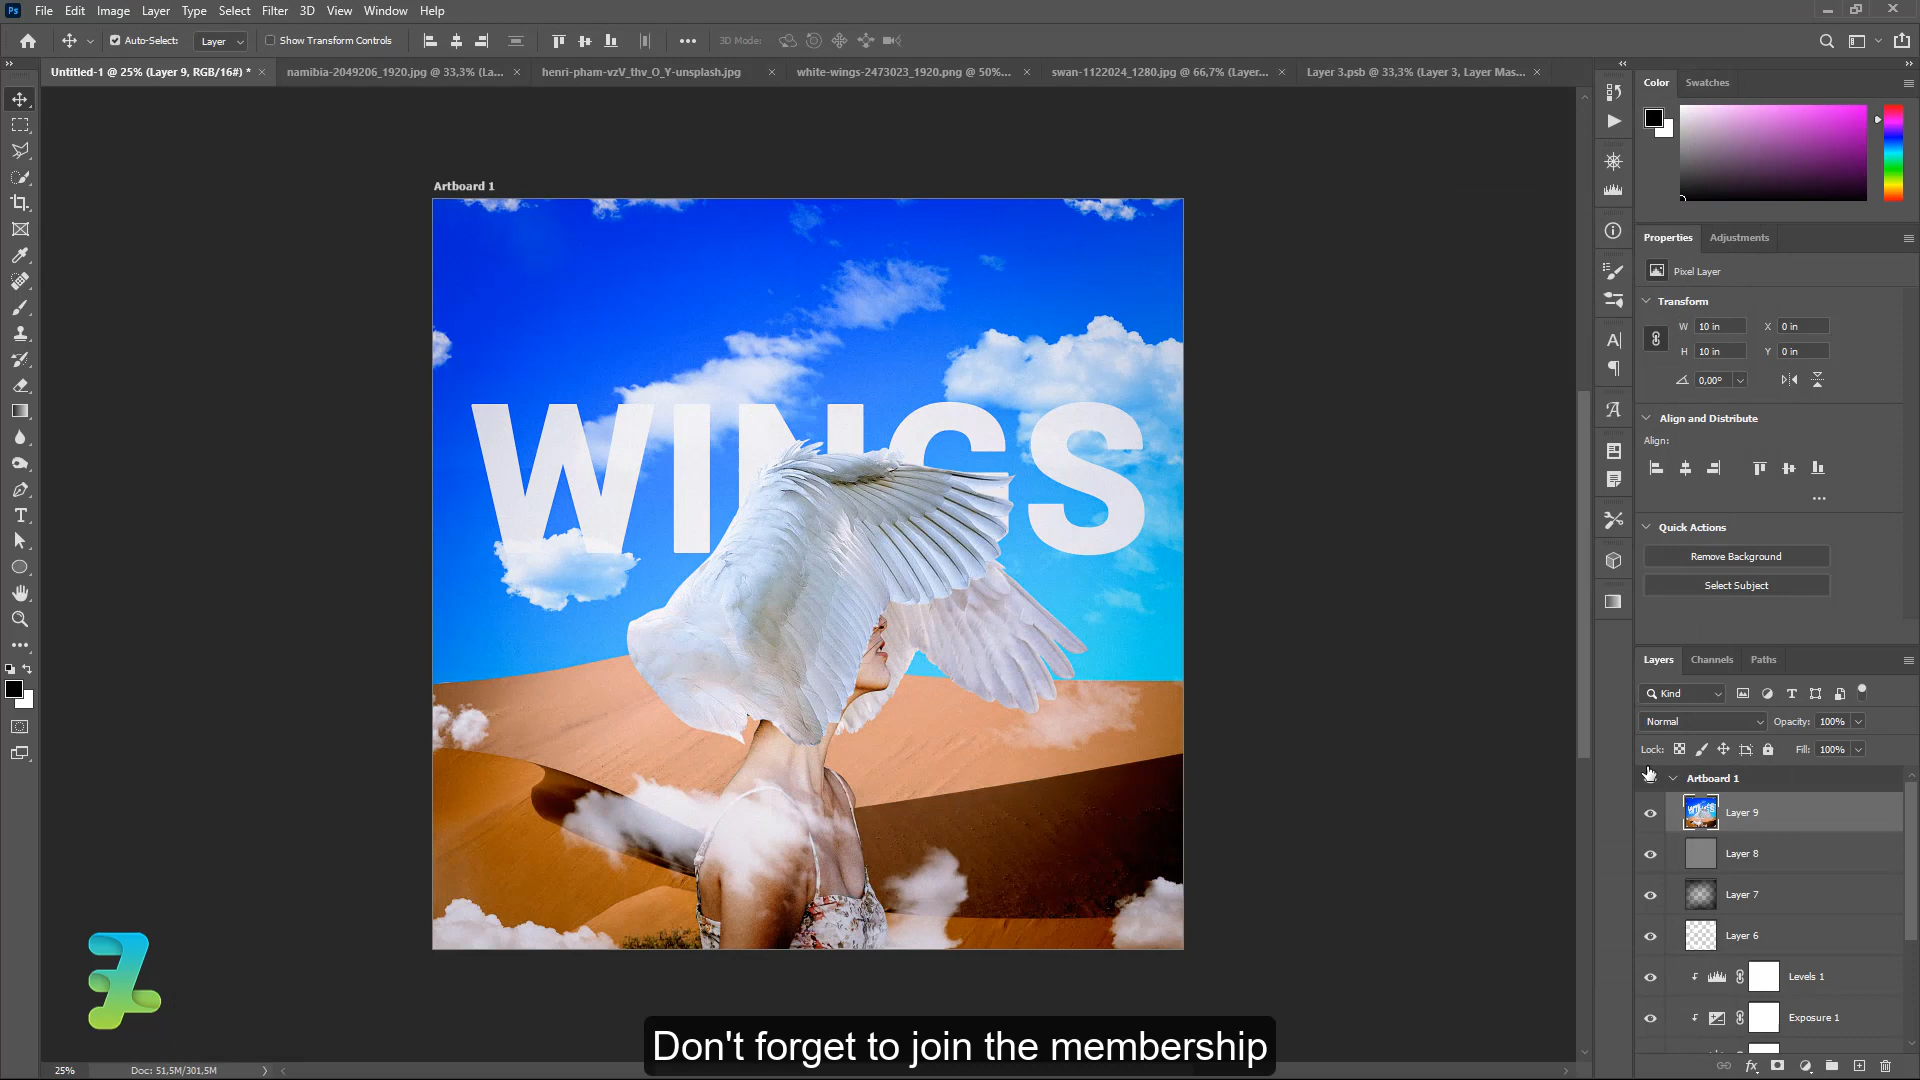 Ps File Edit Image Layer Type Select Filter 3D View Window Help
Auto-Select: Layer Show Transform Controls 3D Mode:
Untitled-1 @ 25% (Layer 9, RGB/16#) * namibia-2049206_1920.jpg @ 33,3% (La... henri-pham-vzV_thv_O_Y-unsplash.jpg white-wings-2473023_1920.png @ 50%... swan-1122024_1280.jpg @ 66,7% (Layer... Layer 3.psb @ 33,3% (Layer 3, Layer Mas...
Color Swatches
Artboard 1
WINGS
Properties Adjustments
Pixel Layer
Transform
W 10 in X 0 in
H 10 in Y 0 in
0,00°
Align and Distribute
Align:
Quick Actions
Remove Background
Select Subject
Layers Channels Paths
Kind
Normal Opacity: 100%
Lock: Fill: 100%
Artboard 1
Layer 9
Layer 8
Layer 7
Layer 6
Levels 1
Exposure 1
Don't forget to join the membership
25% Doc: 51,5M/301,5M